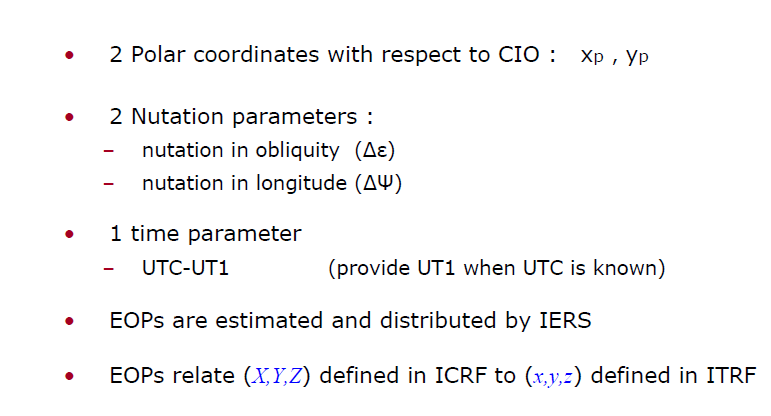 • 2 Polar coordinates with respect to CIO : xp , yp
• 2 Nutation parameters :
– nutation in obliquity (Δε)
– nutation in longitude (ΔΨ)
• 1 time parameter
– UTC-UT1 (provide UT1 when UTC is known)
• EOPs are estimated and distributed by IERS
• EOPs relate (X,Y,Z) defined in ICRF to (x,y,z) defined in ITRF